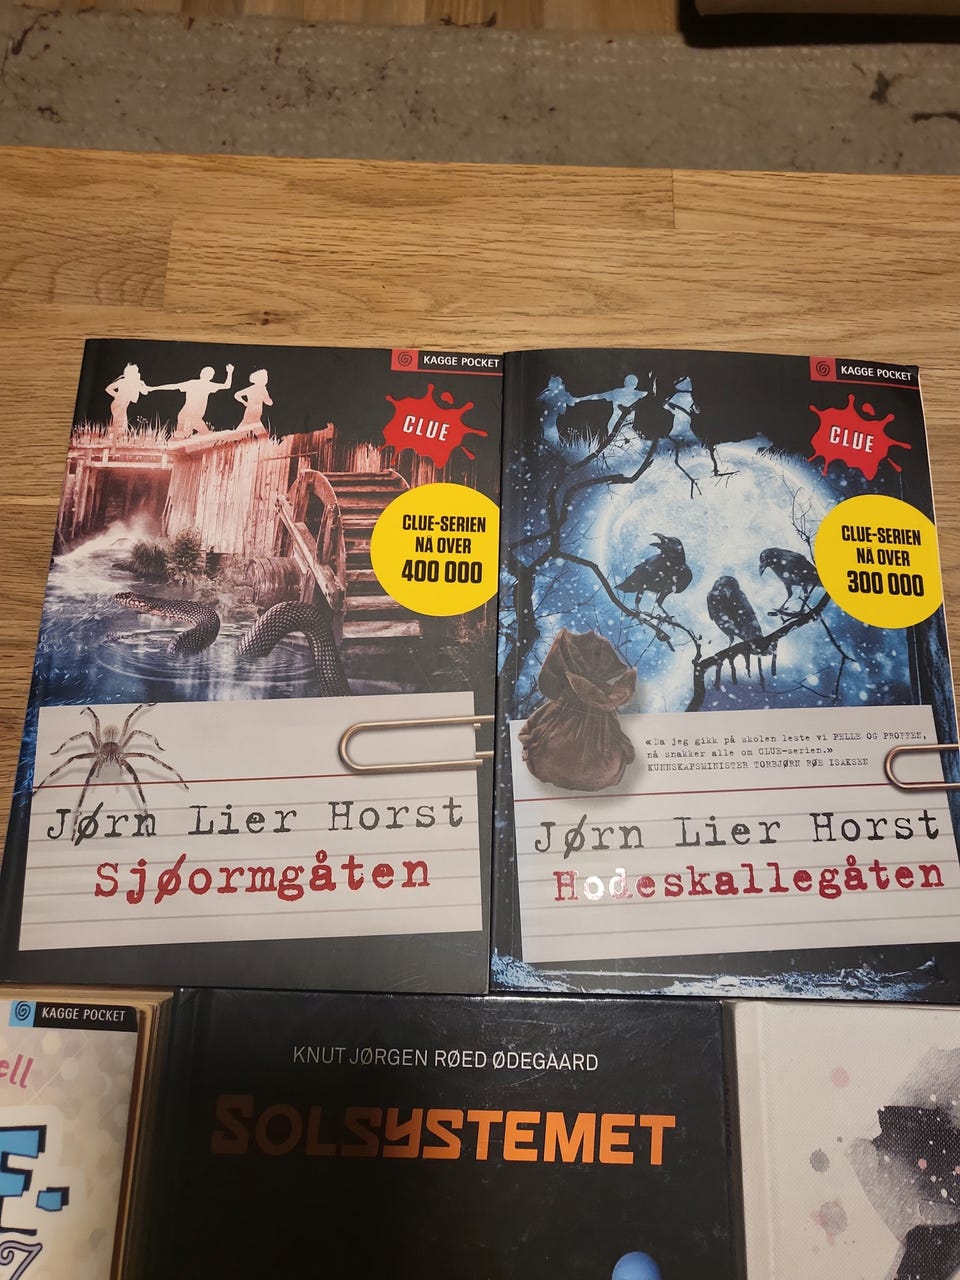 KAGGE POCKET
CLUE
CLUE-SERIEN
NÅ OVER
400 000
Jørn Lier Horst
Sjøormgåten
KAGGE POCKET
CLUE
CLUE-SERIEN
NÅ OVER
300 000
«Da jeg gikk på skolen leste vi PELLE OG PROFFEN,
nå snakker alle om CLUE-serien.»
KUNNSKAPSMINISTER TORBJØRN RØE ISAKSEN
Jørn Lier Horst
Hodeskallegåten
KAGGE POCKET
ell
KNUT JØRGEN RØED ØDEGAARD
SOLSYSTEMET